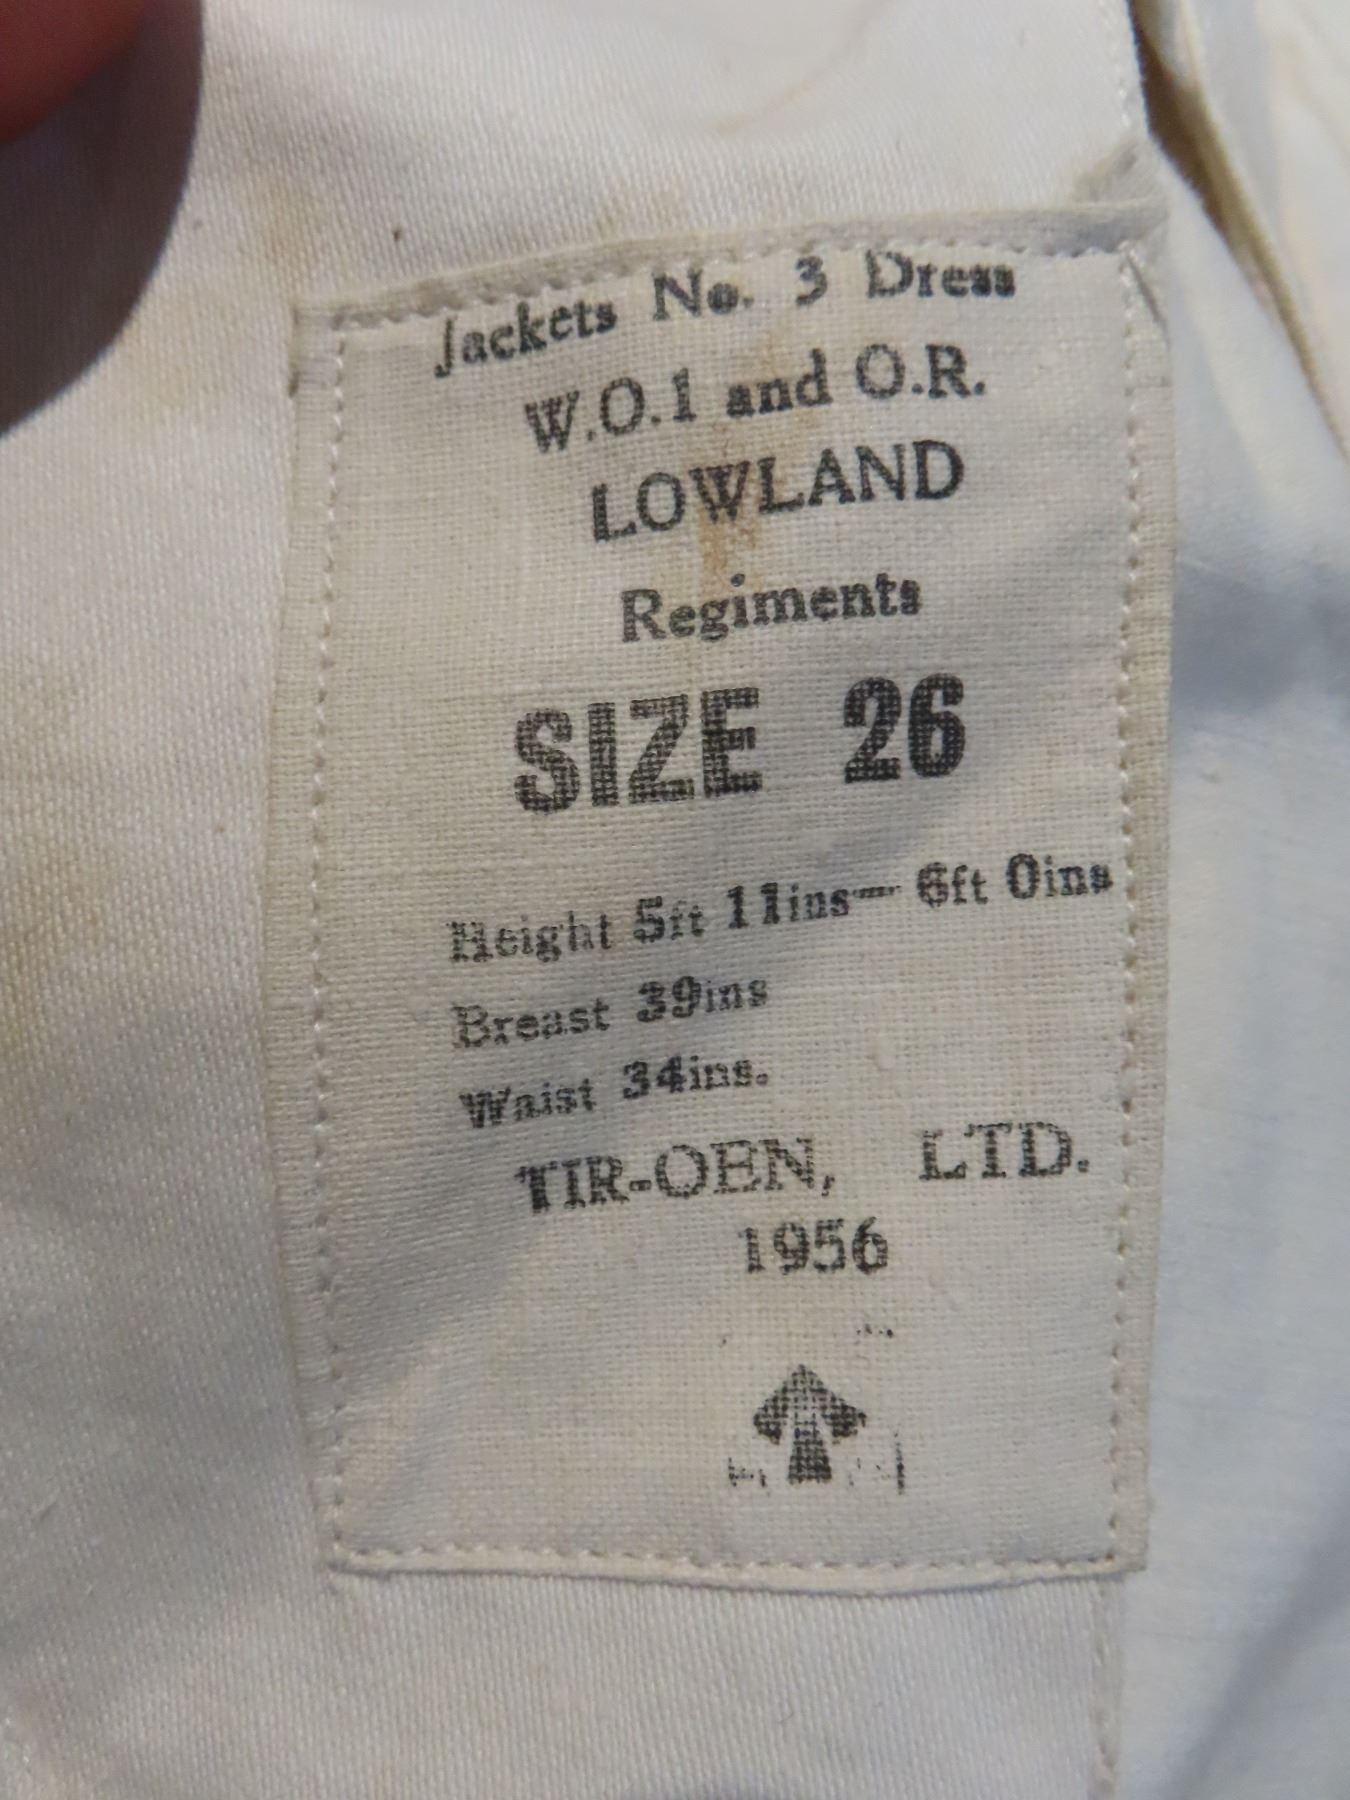 Jackets No. 3 Dress
W.O.1 and O.R.
LOWLAND
Regiments
SIZE 26
Height 5ft 11ins — 6ft 0ins
Breast 39ins
Waist 34ins.
TIR-OEN, LTD.
1956